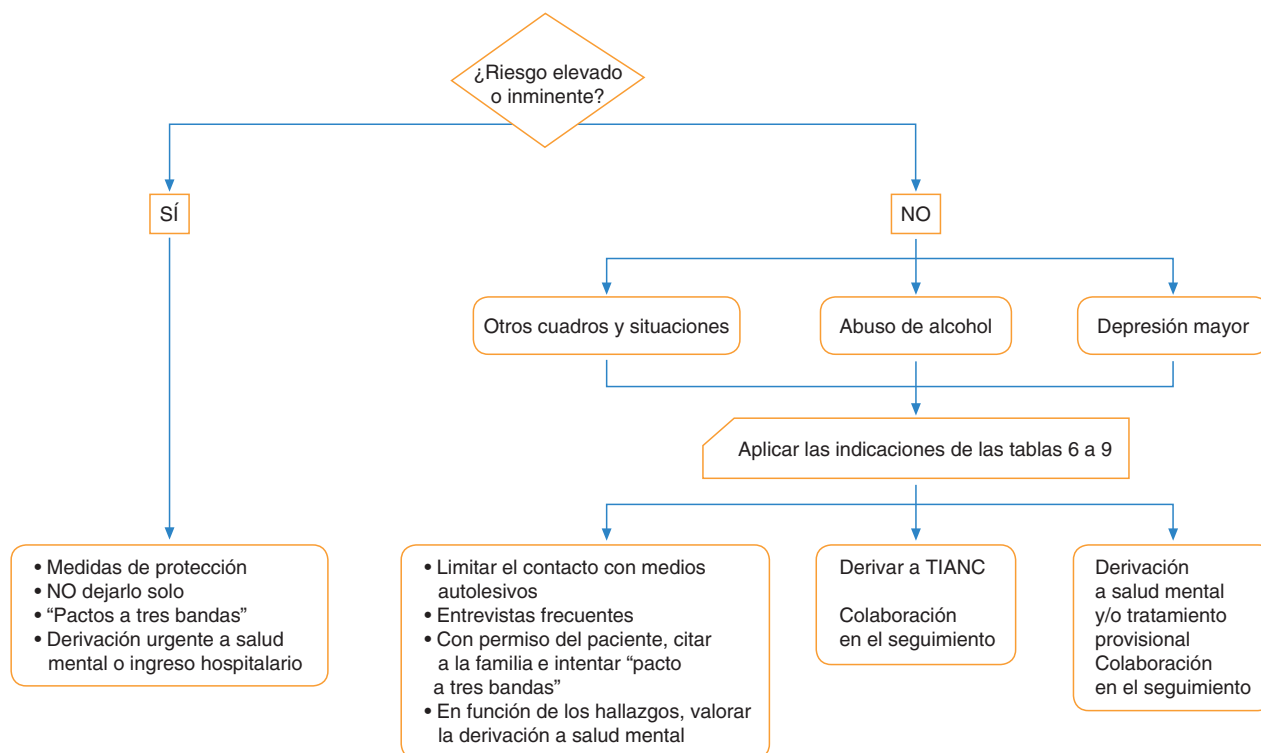 ¿Riesgo elevado
o inminente?
SÍ
NO
Otros cuadros y situaciones
Abuso de alcohol
Depresión mayor
Aplicar las indicaciones de las tablas 6 a 9
• Medidas de protección
• NO dejarlo solo
• “Pactos a tres bandas”
• Derivación urgente a salud
mental o ingreso hospitalario
• Limitar el contacto con medios
autolesivos
• Entrevistas frecuentes
• Con permiso del paciente, citar
a la familia e intentar “pacto
a tres bandas”
• En función de los hallazgos, valorar
la derivación a salud mental
Derivar a TIANC
Colaboración
en el seguimiento
Derivación
a salud mental
y/o tratamiento
provisional
Colaboración
en el seguimiento